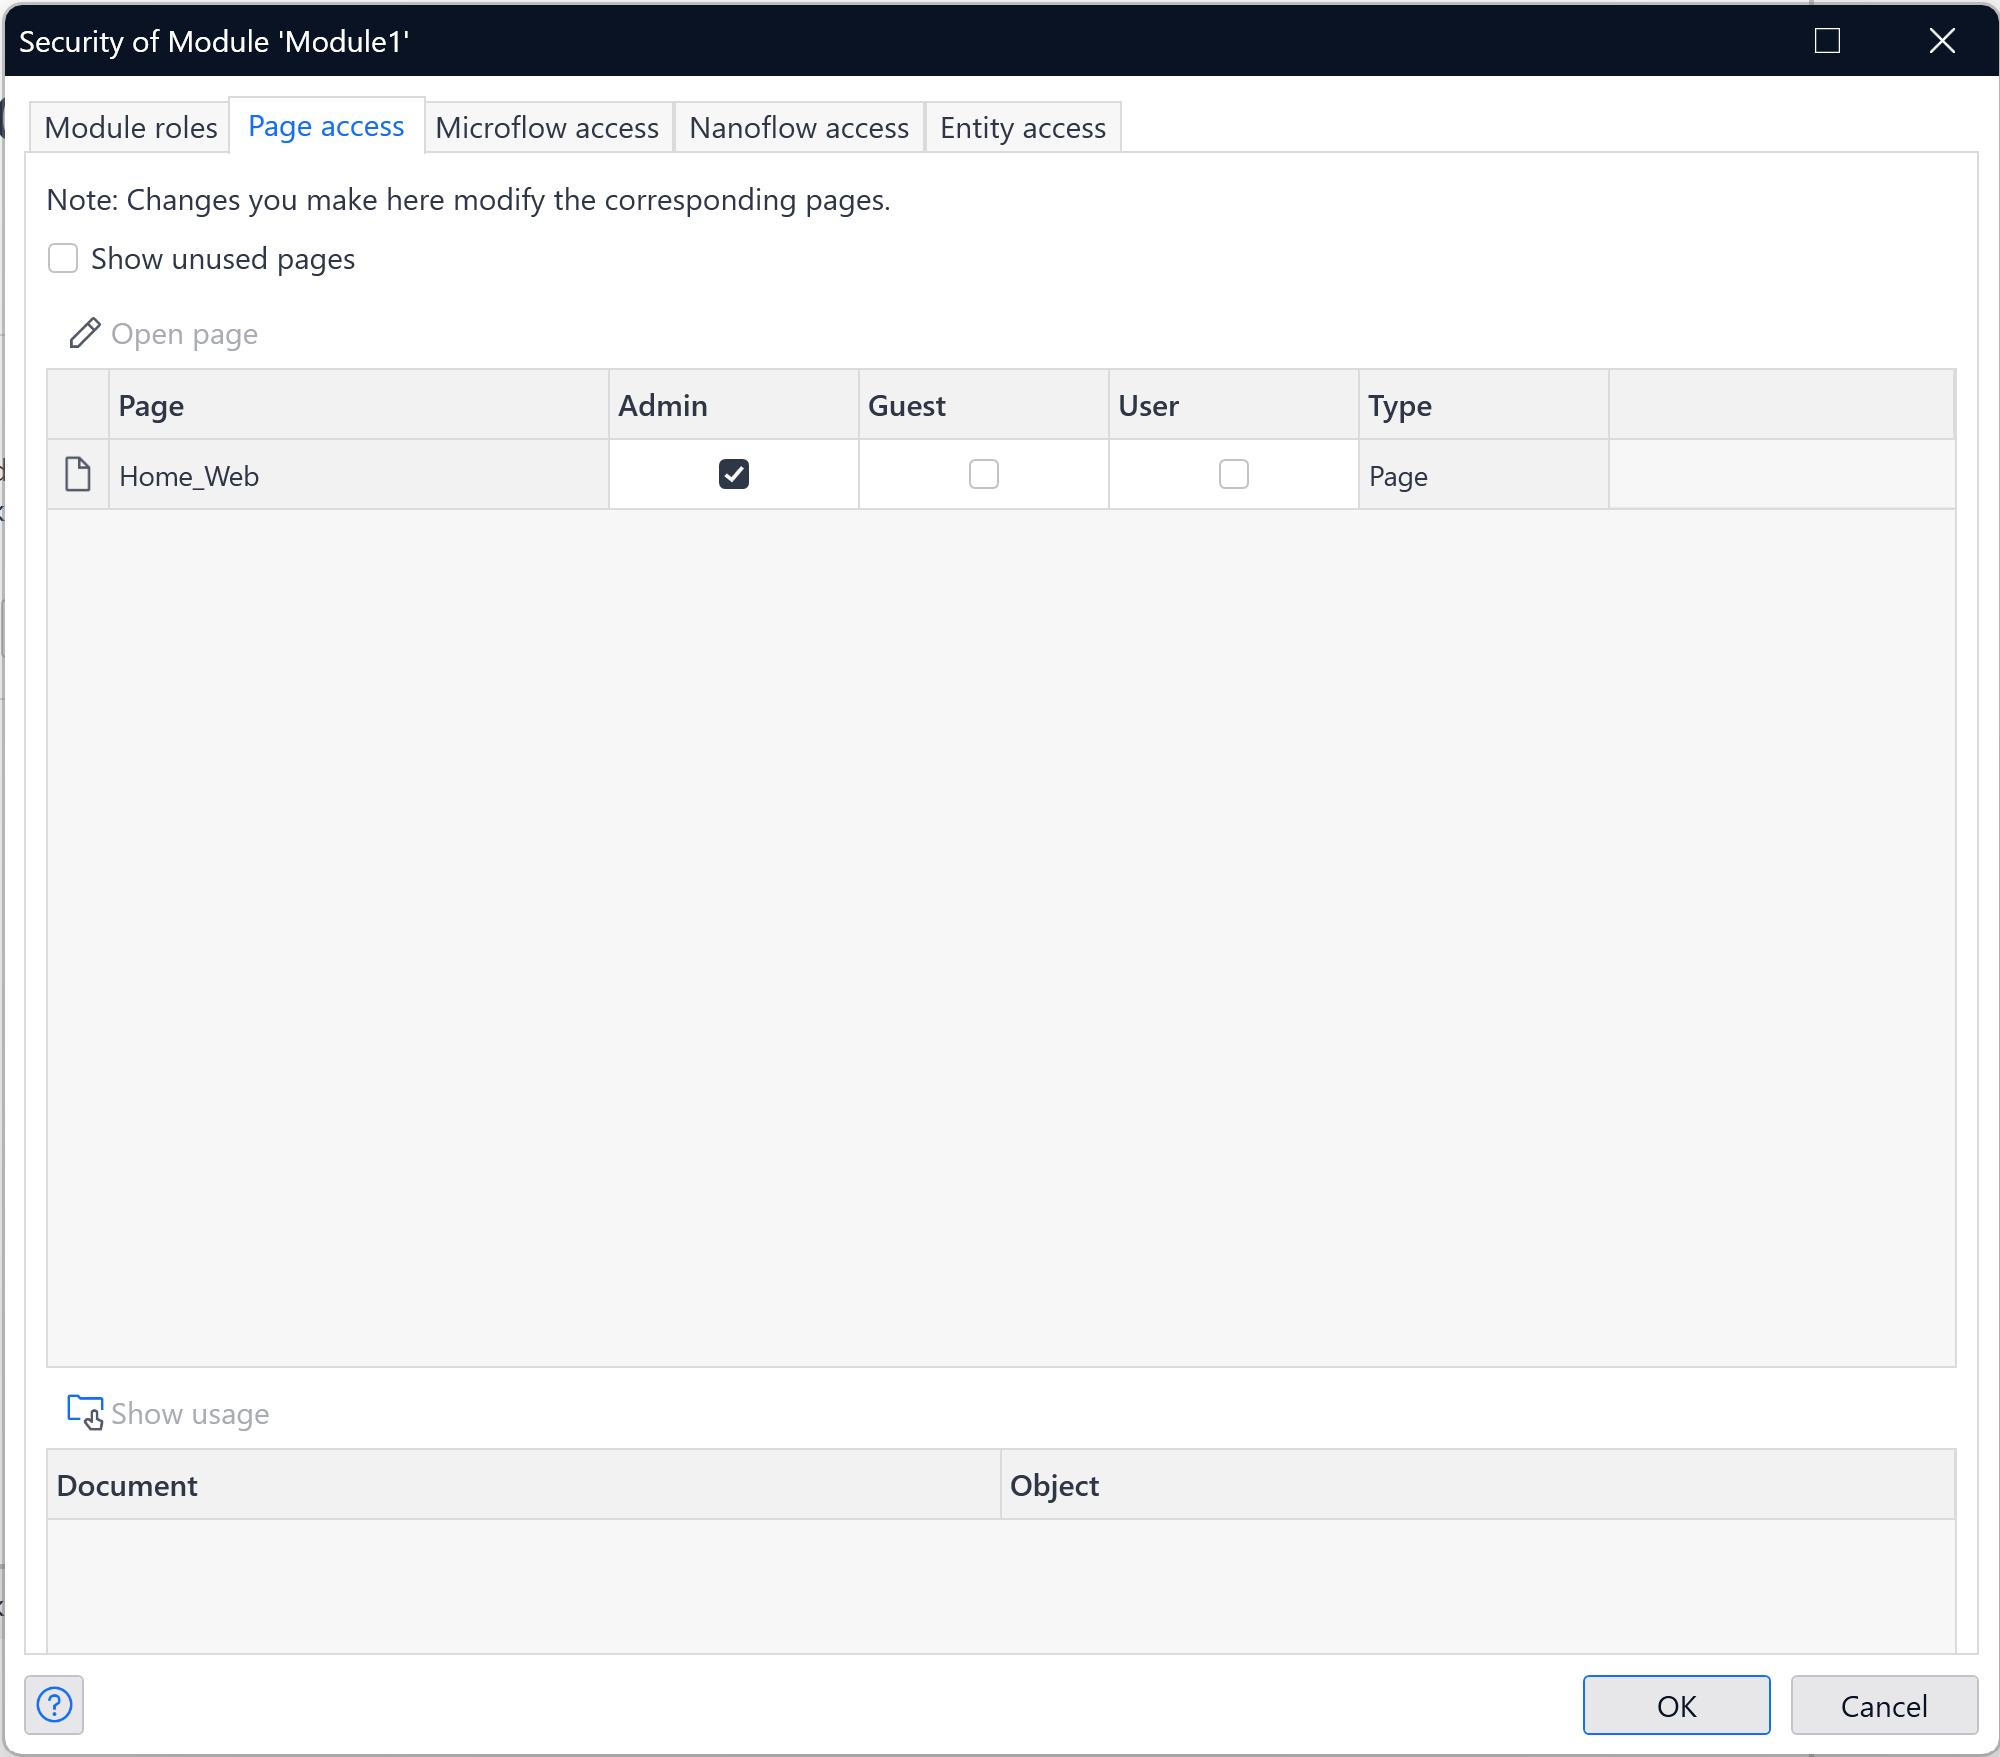 Security of Module 'Module1'
Module roles Page access Microflow access Nanoflow access Entity access
Note: Changes you make here modify the corresponding pages.
Show unused pages
Open page
Page Admin Guest User Type
Home_Web Page
Show usage
Document Object
? OK Cancel